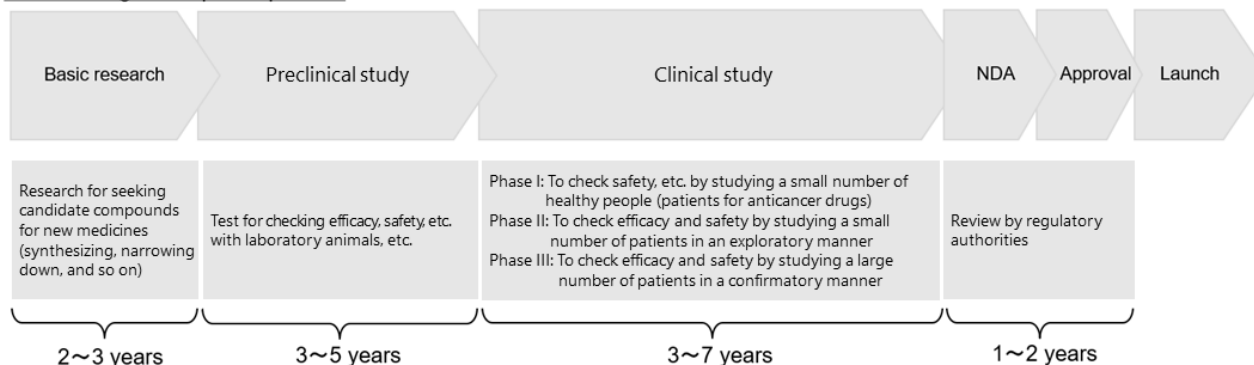 Basic research
Preclinical study
Clinical study
NDA
Approval
Launch
Research for seeking
candidate compounds
for new medicines
(synthesizing, narrowing
down, and so on)
Test for checking efficacy, safety, etc.
with laboratory animals, etc.
Phase I: To check safety, etc. by studying a small number of
healthy people (patients for anticancer drugs)
Phase II: To check efficacy and safety by studying a small
number of patients in an exploratory manner
Phase III: To check efficacy and safety by studying a large
number of patients in a confirmatory manner
Review by regulatory
authorities
2～3 years
3～5 years
3～7 years
1～2 years